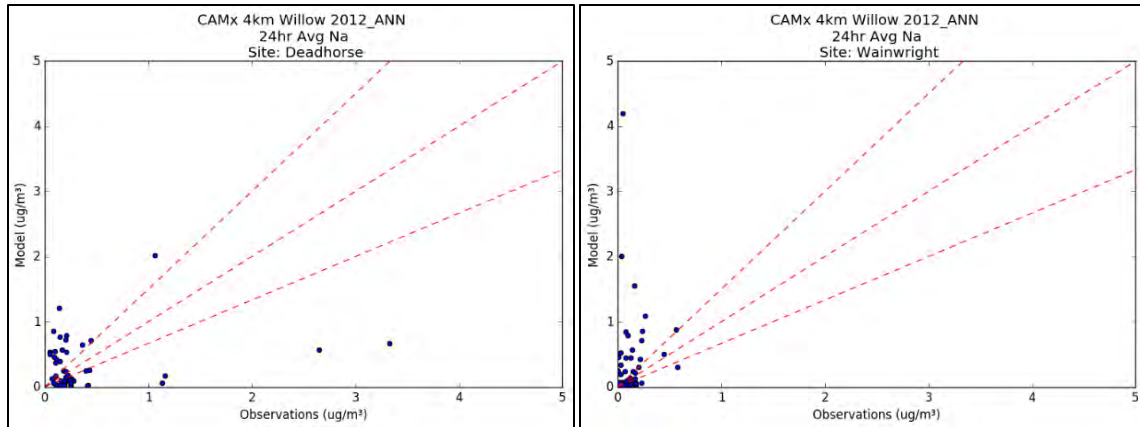 CAMx 4km Willow 2012_ANN
24hr Avg Na
Site: Deadhorse
5
4
3
2
1
0
Model (ug/m³)
0
1
2
3
4
5
Observations (ug/m³)
CAMx 4km Willow 2012_ANN
24hr Avg Na
Site: Wainwright
5
4
3
2
1
0
Model (ug/m³)
0
1
2
3
4
5
Observations (ug/m³)